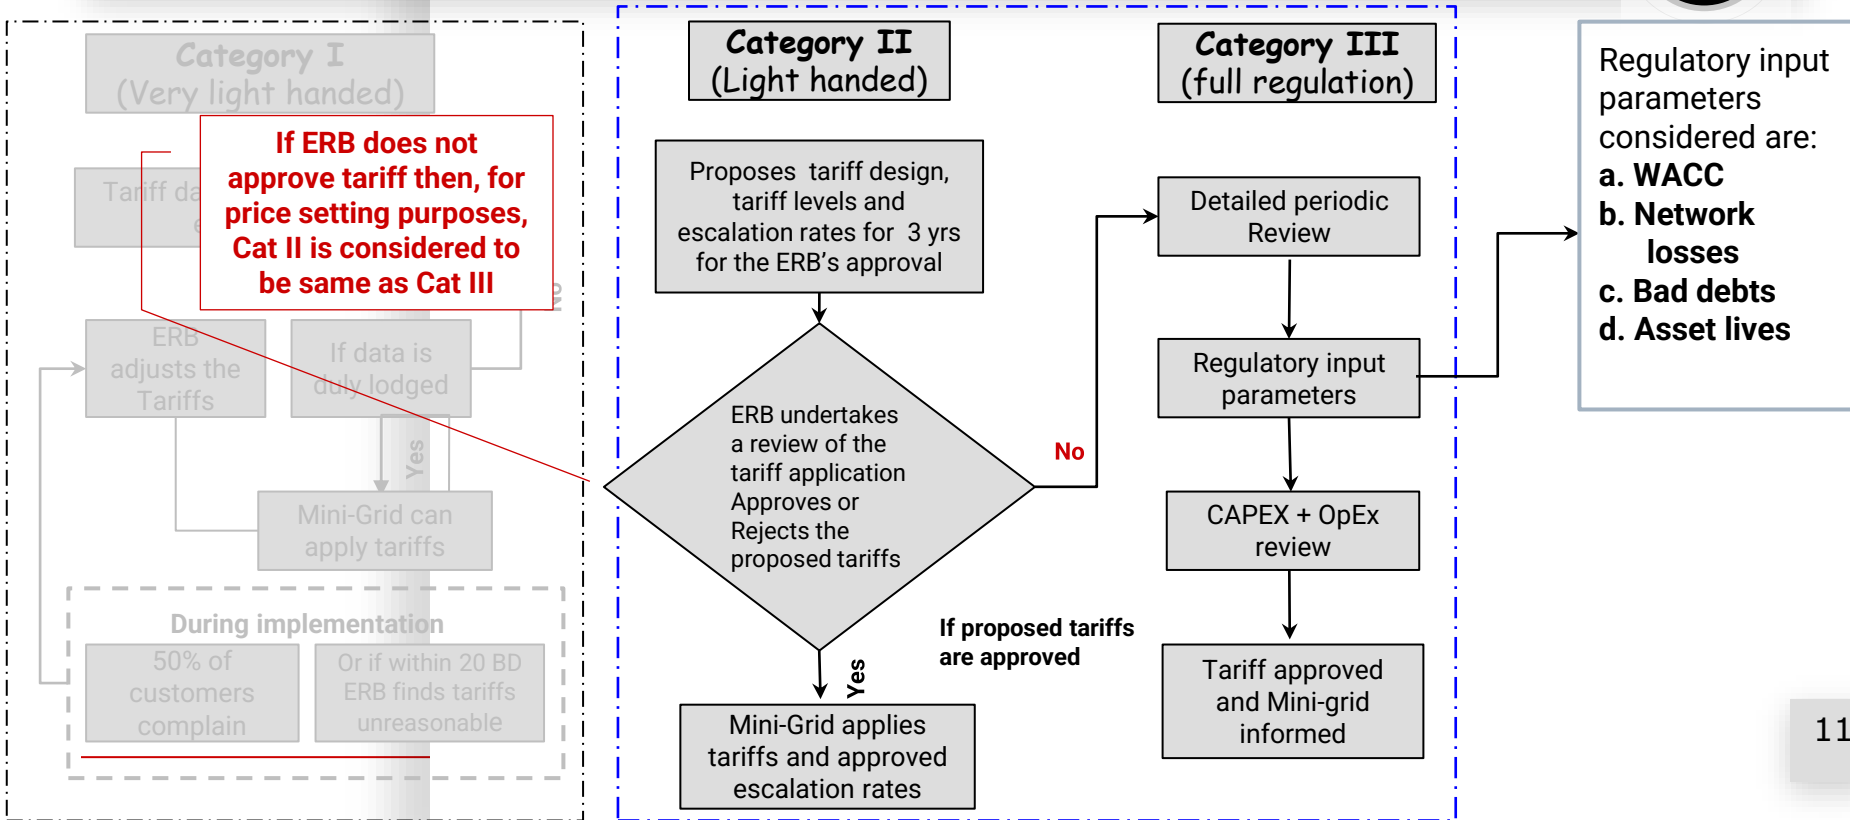 Category I
(Very light handed)
Tariff da
If ERB does not
approve tariff then, for
price setting purposes,
Cat II is considered to
be same as Cat III
No
ERB
adjusts the
Tariffs
If data is
duly lodged
Yes
Mini-Grid can
apply tariffs
During implementation
50% of
customers
complain
Or if within 20 BD
ERB finds tariffs
unreasonable
Category II
(Light handed)
Proposes tariff design,
tariff levels and
escalation rates for 3 yrs
for the ERB's approval
ERB undertakes
a review of the
tariff application
Approves or
Rejects the
proposed tariffs
No
If proposed tariffs
are approved
Yes
Mini-Grid applies
tariffs and approved
escalation rates
Category III
(full regulation)
Detailed periodic
Review
Regulatory input
parameters
CAPEX + OpEx
review
Tariff approved
and Mini-grid
informed
Regulatory input
parameters
considered are:
a. WACC
b. Network
losses
c. Bad debts
d. Asset lives
11